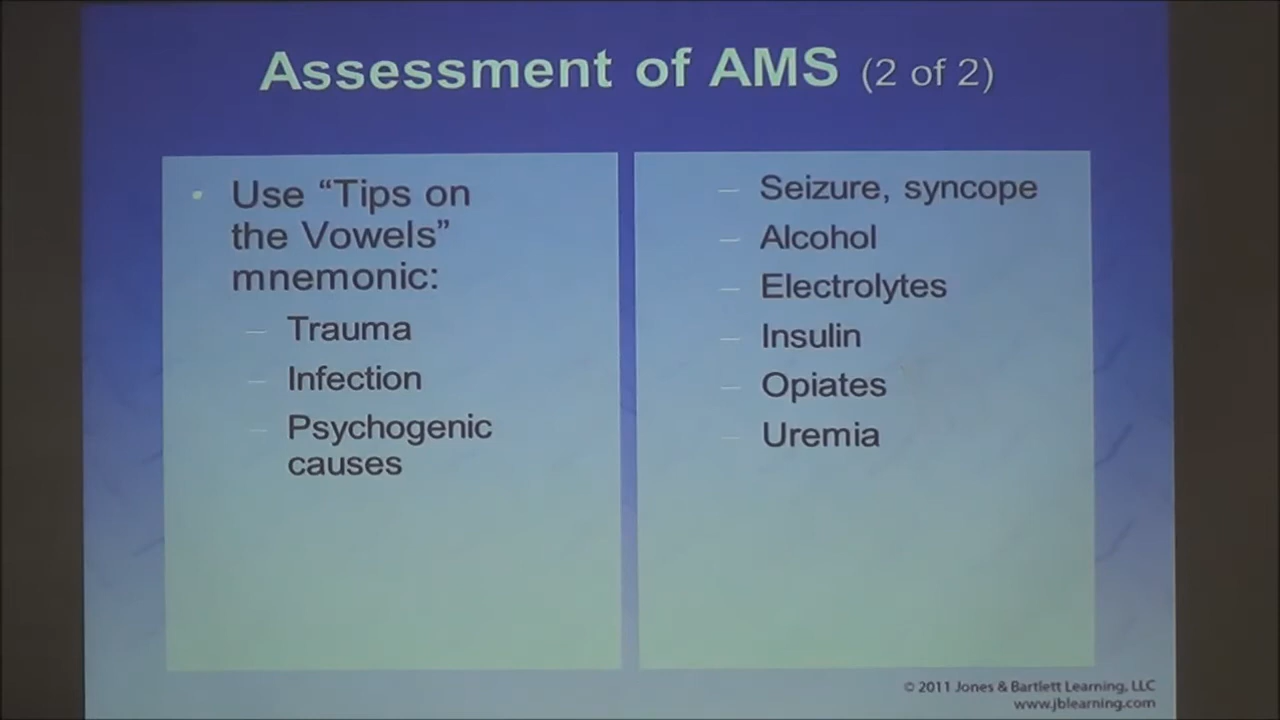 Assessment of AMS (2 of 2)
• Use “Tips on
the Vowels”
mnemonic:
– Trauma
– Infection
– Psychogenic
causes
– Seizure, syncope
– Alcohol
– Electrolytes
– Insulin
– Opiates
– Uremia
© 2011 Jones & Bartlett Learning, LLC
www.jblearning.com